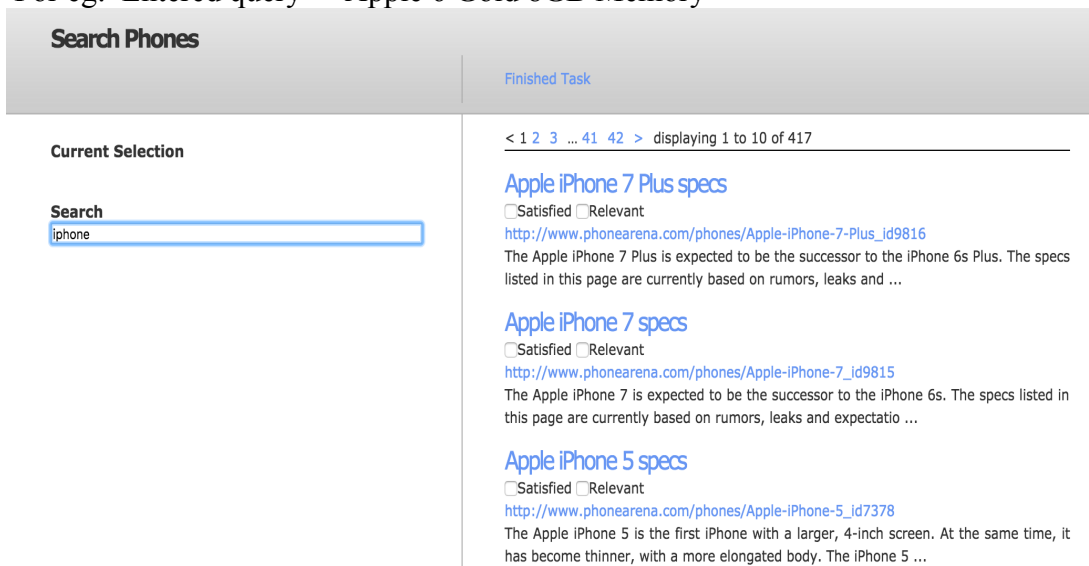 For eg. Entered query = Apple 6 Gold 8GB Memory
Search Phones
Finished Task
Current Selection
Search
iphone
< 1 2 3 ... 41 42 > displaying 1 to 10 of 417
Apple iPhone 7 Plus specs
Satisfied Relevant
http://www.phonearena.com/phones/Apple-iPhone-7-Plus_id9816
The Apple iPhone 7 Plus is expected to be the successor to the iPhone 6s Plus. The specs
listed in this page are currently based on rumors, leaks and ...
Apple iPhone 7 specs
Satisfied Relevant
http://www.phonearena.com/phones/Apple-iPhone-7_id9815
The Apple iPhone 7 is expected to be the successor to the iPhone 6s. The specs listed in
this page are currently based on rumors, leaks and expectatio ...
Apple iPhone 5 specs
Satisfied Relevant
http://www.phonearena.com/phones/Apple-iPhone-5_id7378
The Apple iPhone 5 is the first iPhone with a larger, 4-inch screen. At the same time, it
has become thinner, with a more elongated body. The iPhone 5 ...